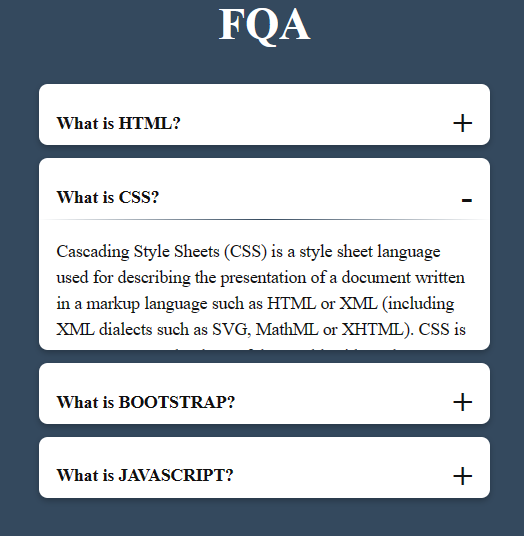 FQA
What is HTML? +
What is CSS? -
Cascading Style Sheets (CSS) is a style sheet language
used for describing the presentation of a document written
in a markup language such as HTML or XML (including
XML dialects such as SVG, MathML or XHTML). CSS is
What is BOOTSTRAP? +
What is JAVASCRIPT? +